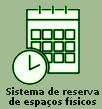 Sistema de reserva
de espaços físicos